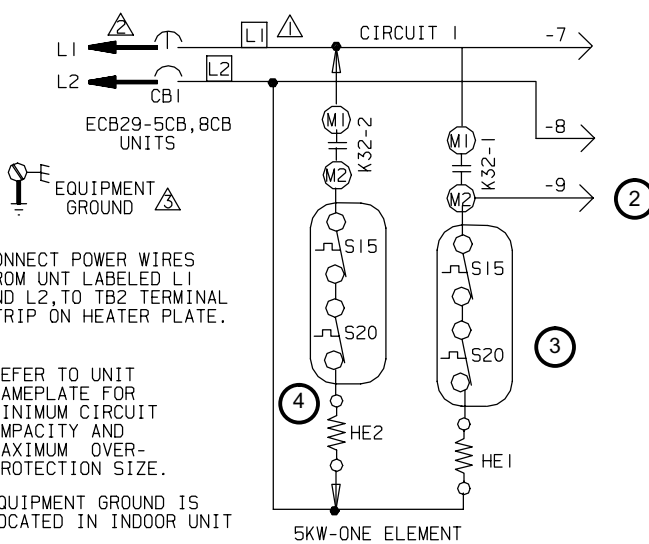 2
L1
L1
1
CIRCUIT 1
-7
L2
L2
CB1
-8
ECB29-5CB,8CB
UNITS
M1
K32-2
M2
M1
K32-1
M2
-9
2
EQUIPMENT
GROUND
3
S15
S20
S15
S20
3
ONNECT POWER WIRES
ROM UNT LABELED L1
ND L2,TO TB2 TERMINAL
TRIP ON HEATER PLATE.
EFER TO UNIT
AMEPLATE FOR
INIMUM CIRCUIT
MPACITY AND
AXIMUM OVER-
ROTECTION SIZE.
4
HE2
HE1
QUIPMENT GROUND IS
OCATED IN INDOOR UNIT
5KW-ONE ELEMENT